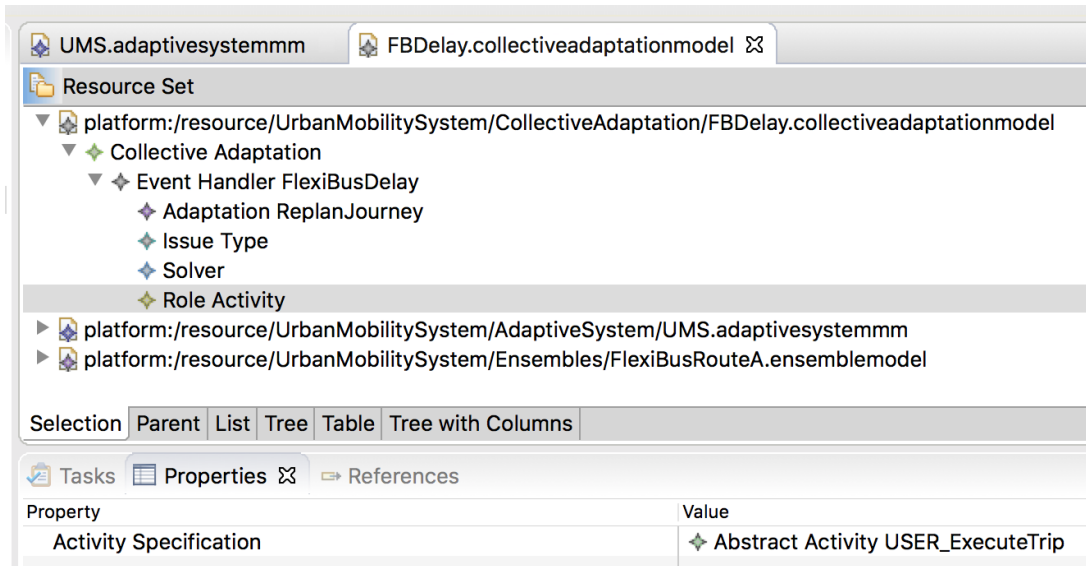 UMS.adaptivesystemmm FBDelay.collectiveadaptationmodel
Resource Set
platform:/resource/UrbanMobilitySystem/CollectiveAdaptation/FBDelay.collectiveadaptationmodel
Collective Adaptation
Event Handler FlexiBusDelay
Adaptation ReplanJourney
Issue Type
Solver
Role Activity
platform:/resource/UrbanMobilitySystem/AdaptiveSystem/UMS.adaptivesystemmm
platform:/resource/UrbanMobilitySystem/Ensembles/FlexiBusRouteA.ensemblemodel
Selection Parent List Tree Table Tree with Columns
Tasks Properties References
Property Value
Activity Specification Abstract Activity USER_ExecuteTrip